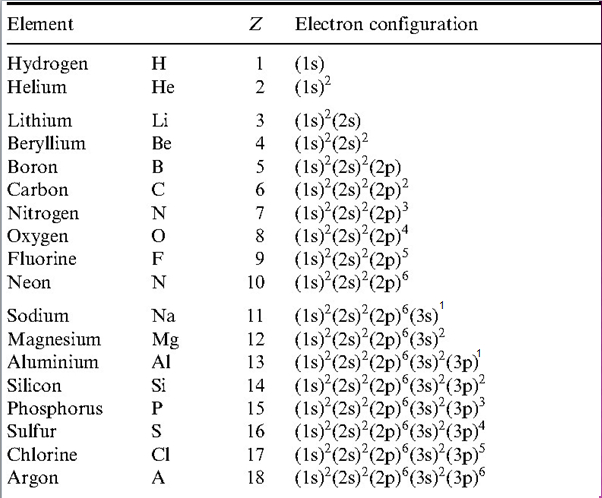 Element Z Electron configuration
Hydrogen H 1 (1s)
Helium He 2 (1s)²
Lithium Li 3 (1s)²(2s)
Beryllium Be 4 (1s)²(2s)²
Boron B 5 (1s)²(2s)²(2p)
Carbon C 6 (1s)²(2s)²(2p)²
Nitrogen N 7 (1s)²(2s)²(2p)³
Oxygen O 8 (1s)²(2s)²(2p)⁴
Fluorine F 9 (1s)²(2s)²(2p)⁵
Neon N 10 (1s)²(2s)²(2p)⁶
Sodium Na 11 (1s)²(2s)²(2p)⁶(3s)¹
Magnesium Mg 12 (1s)²(2s)²(2p)⁶(3s)²
Aluminium Al 13 (1s)²(2s)²(2p)⁶(3s)²(3p)¹
Silicon Si 14 (1s)²(2s)²(2p)⁶(3s)²(3p)²
Phosphorus P 15 (1s)²(2s)²(2p)⁶(3s)²(3p)³
Sulfur S 16 (1s)²(2s)²(2p)⁶(3s)²(3p)⁴
Chlorine Cl 17 (1s)²(2s)²(2p)⁶(3s)²(3p)⁵
Argon A 18 (1s)²(2s)²(2p)⁶(3s)²(3p)⁶